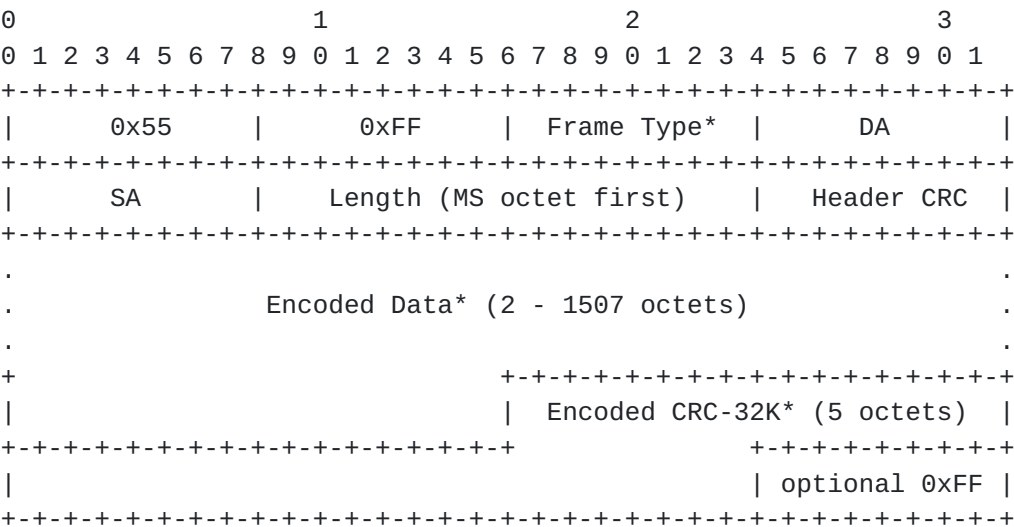 0                   1                   2                   3
0 1 2 3 4 5 6 7 8 9 0 1 2 3 4 5 6 7 8 9 0 1 2 3 4 5 6 7 8 9 0 1
+-+-+-+-+-+-+-+-+-+-+-+-+-+-+-+-+-+-+-+-+-+-+-+-+-+-+-+-+-+-+-+-+
|      0x55     |      0xFF     |  Frame Type*  |      DA       |
+-+-+-+-+-+-+-+-+-+-+-+-+-+-+-+-+-+-+-+-+-+-+-+-+-+-+-+-+-+-+-+-+
|      SA       |    Length (MS octet first)    |   Header CRC  |
+-+-+-+-+-+-+-+-+-+-+-+-+-+-+-+-+-+-+-+-+-+-+-+-+-+-+-+-+-+-+-+-+
.                                                               .
.                Encoded Data* (2 - 1507 octets)                .
.                                                               .
+                               +-+-+-+-+-+-+-+-+-+-+-+-+-+-+-+-+
|                               |  Encoded CRC-32K* (5 octets)  |
+-+-+-+-+-+-+-+-+-+-+-+-+-+-+-+-+               +-+-+-+-+-+-+-+-+
|                                               | optional 0xFF |
+-+-+-+-+-+-+-+-+-+-+-+-+-+-+-+-+-+-+-+-+-+-+-+-+-+-+-+-+-+-+-+-+